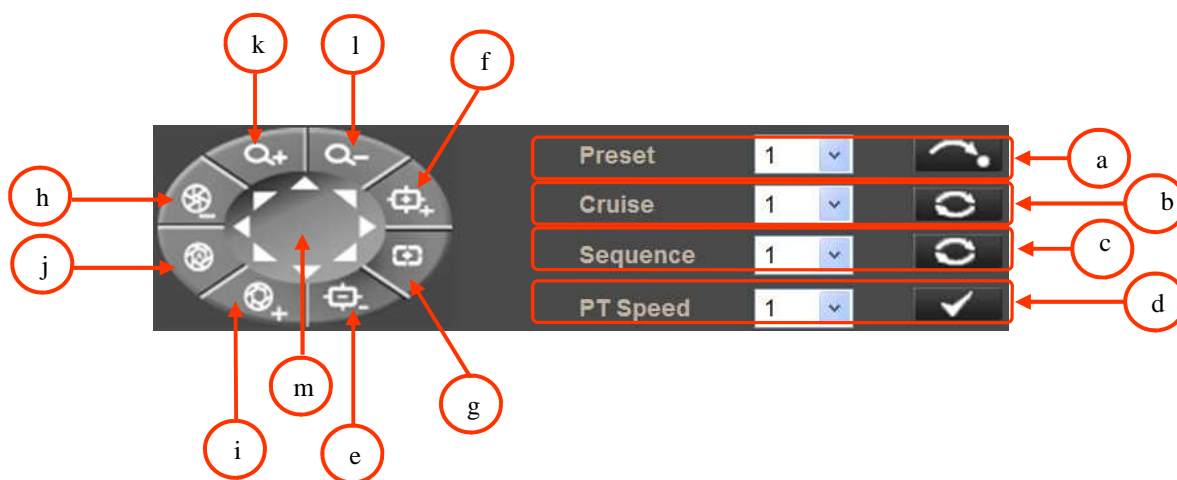 k
l
f
h
j
Preset 1
a
Cruise 1
b
Sequence 1
c
PT Speed 1
d
m
g
i
e